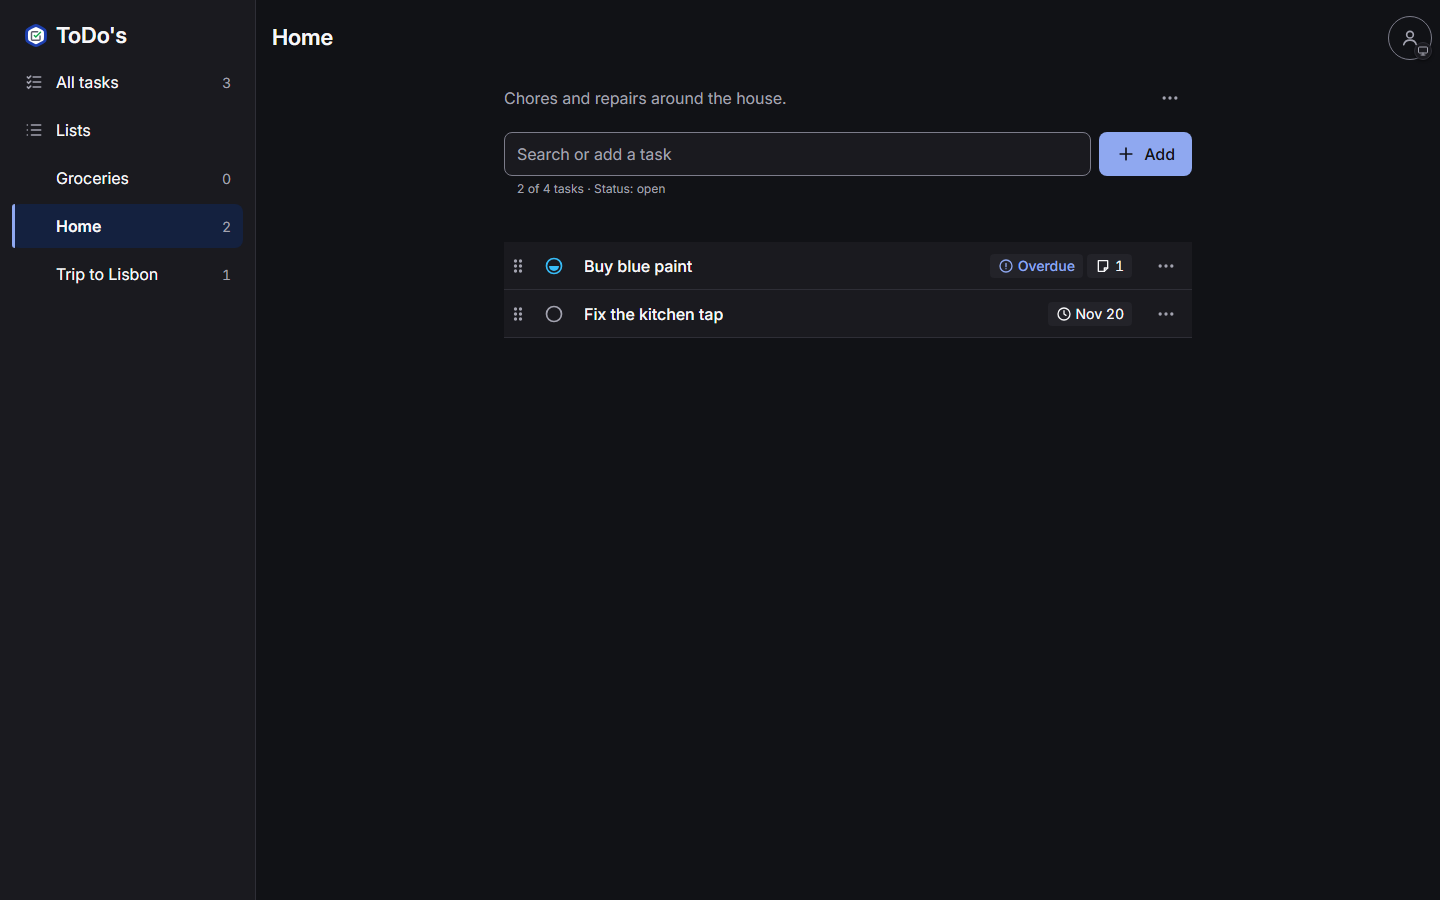 ToDo's
All tasks 3
Lists
Groceries 0
Home 2
Trip to Lisbon 1
Home
Chores and repairs around the house.
Search or add a task
Add
2 of 4 tasks · Status: open
Buy blue paint Overdue 1
Fix the kitchen tap Nov 20